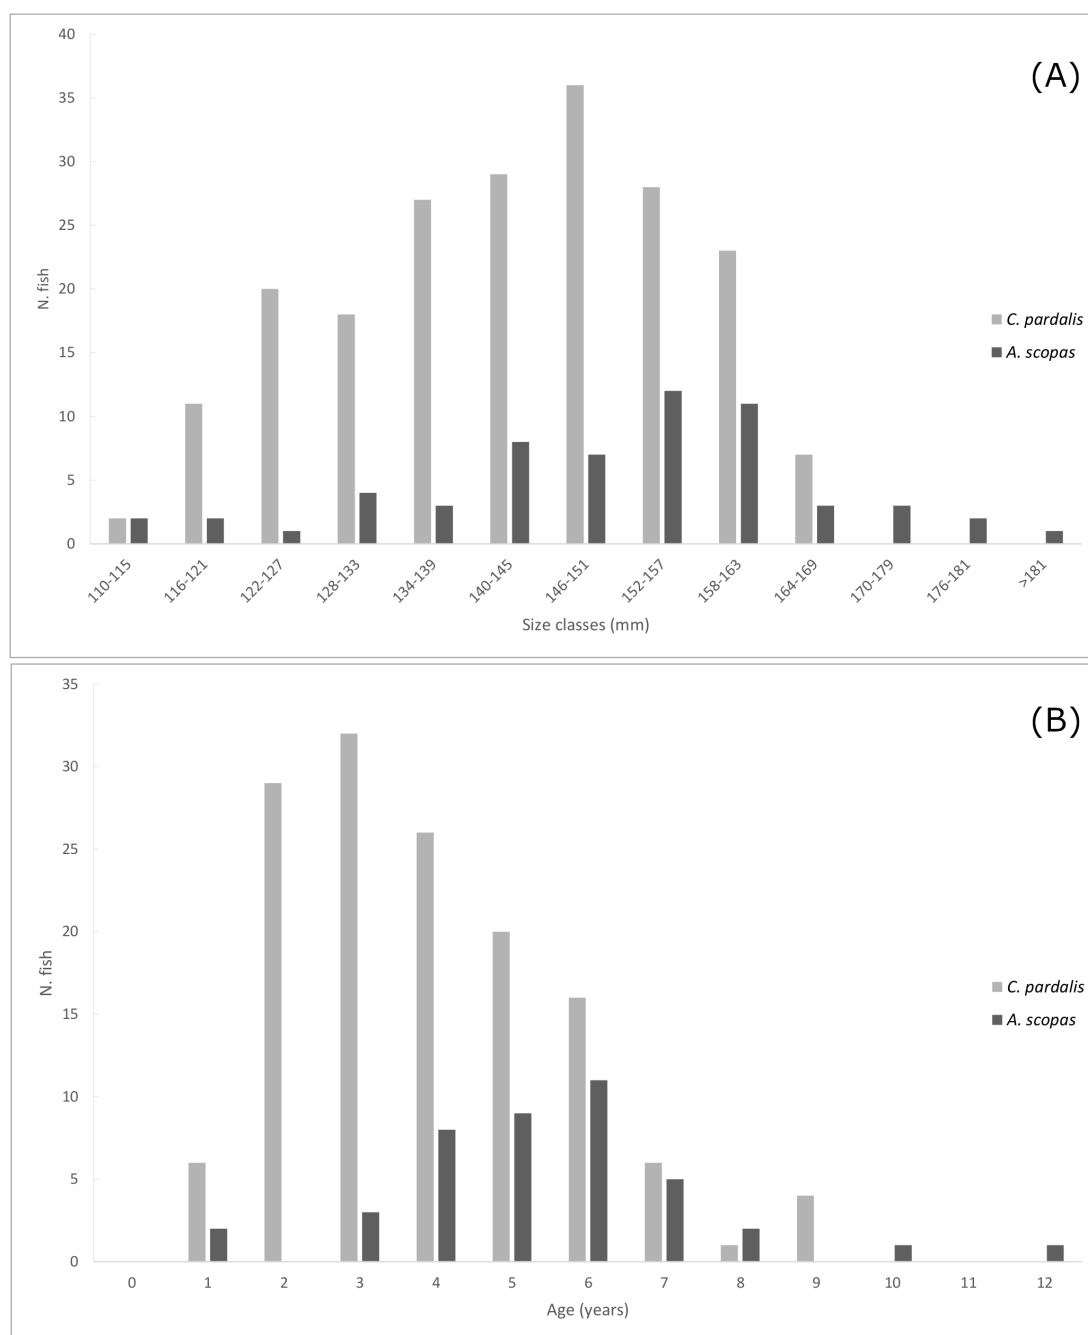 (A)
40
35
30
25
20
15
10
5
0
N. fish
110-115
116-121
122-127
128-133
134-139
140-145
146-151
152-157
158-163
164-169
170-179
176-181
>181
Size classes (mm)
C. pardalis
A. scopas
(B)
35
30
25
20
15
10
5
0
N. fish
0 1 2 3 4 5 6 7 8 9 10 11 12
Age (years)
C. pardalis
A. scopas